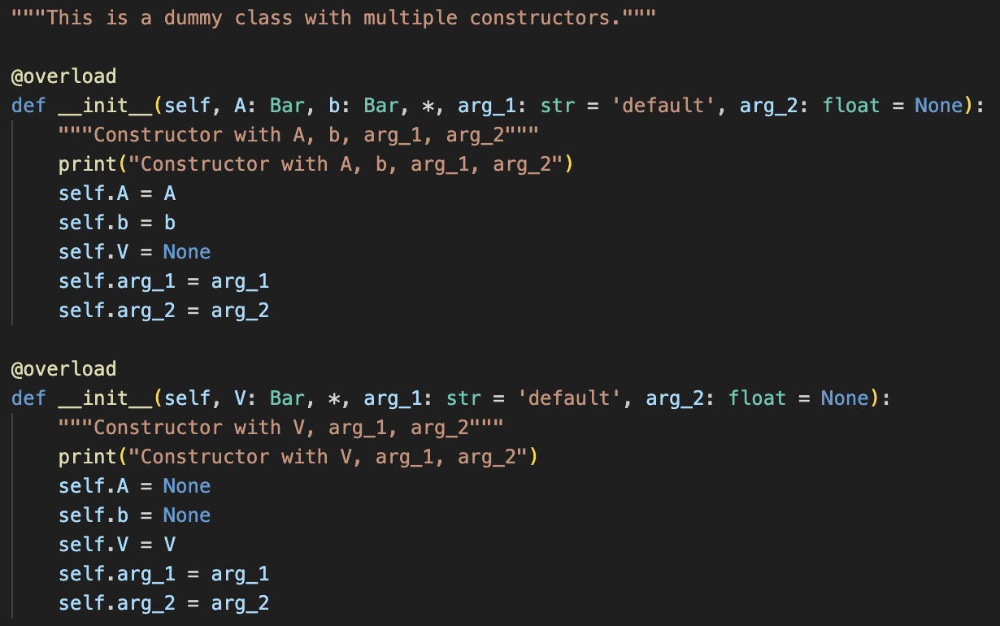 """This is a dummy class with multiple constructors."""
@overload
def __init__(self, A: Bar, b: Bar, *, arg_1: str = 'default', arg_2: float = None):
    """Constructor with A, b, arg_1, arg_2"""
    print("Constructor with A, b, arg_1, arg_2")
    self.A = A
    self.b = b
    self.V = None
    self.arg_1 = arg_1
    self.arg_2 = arg_2
@overload
def __init__(self, V: Bar, *, arg_1: str = 'default', arg_2: float = None):
    """Constructor with V, arg_1, arg_2"""
    print("Constructor with V, arg_1, arg_2")
    self.A = None
    self.b = None
    self.V = V
    self.arg_1 = arg_1
    self.arg_2 = arg_2